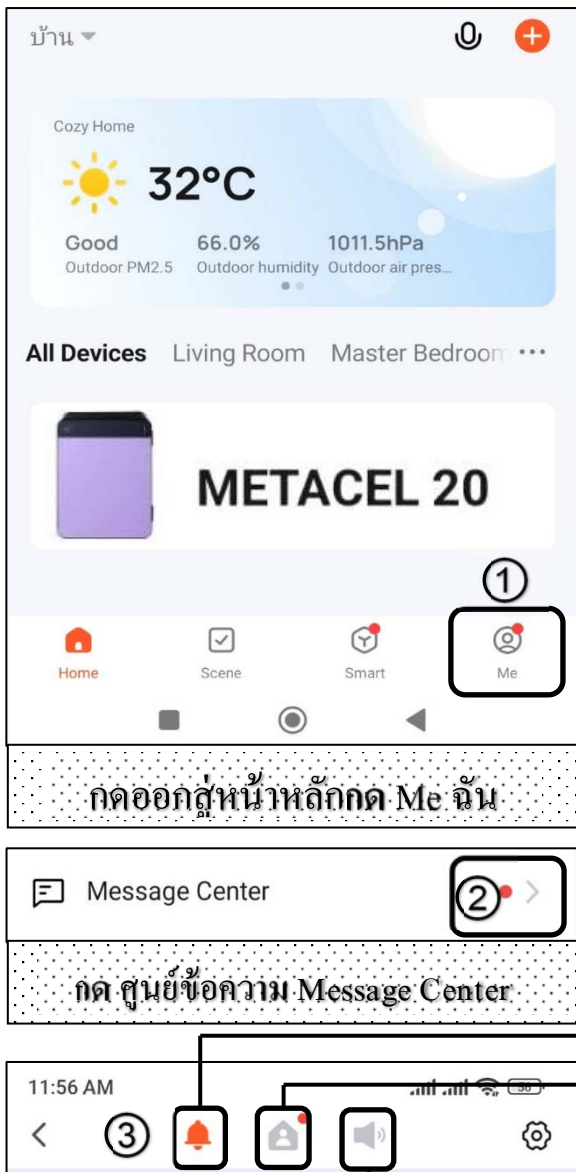 บ้าน
Cozy Home
32°C
Good 66.0% 1011.5hPa
Outdoor PM2.5 Outdoor humidity Outdoor air pres...
All Devices Living Room Master Bedroom ...
METACEL 20
1
Home Scene Smart Me
กดออกสู่หน้าหลักกด Me ฉัน
Message Center 2
กด ศูนย์ข้อความ Message Center
11:56 AM 56
3